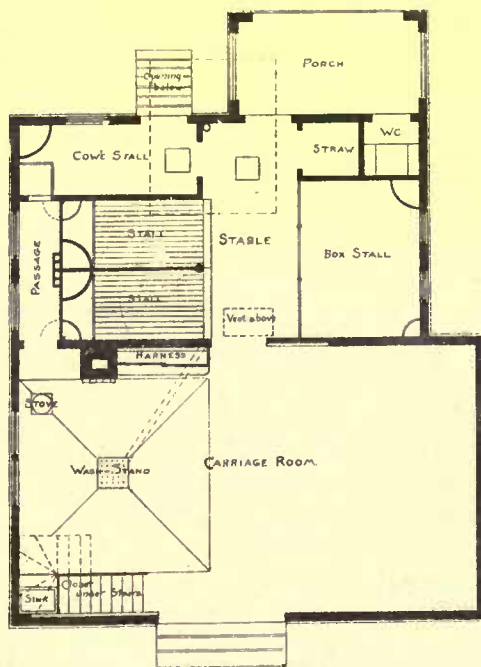 PORCH
Opening
below
WC
COW STALL
STRAW
STALL
STABLE
BOX STALL
PASSAGE
STALL
Vent above
HARNESS
STOVE
WASH-STAND
CARRIAGE ROOM.
Closet
under Stairs
Sink